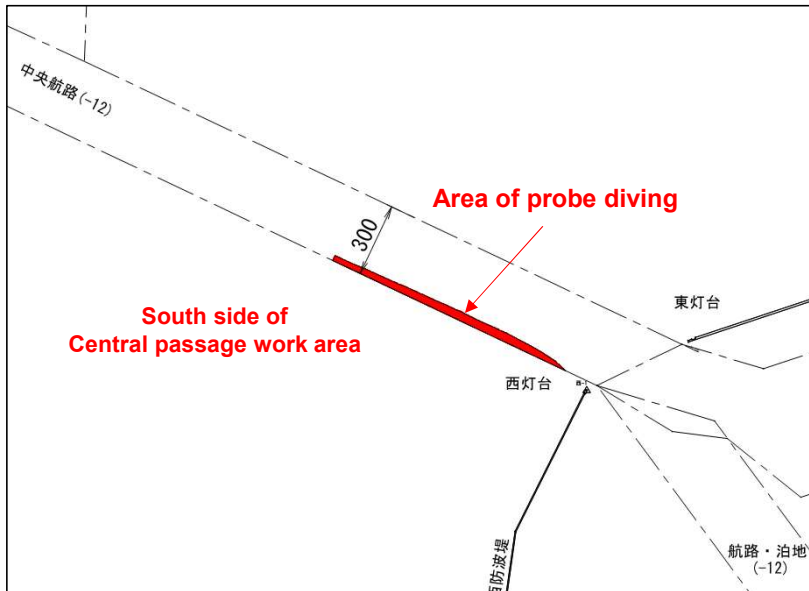 中央航路(-12)
Area of probe diving
300
South side of
Central passage work area
東灯台
西灯台
西防波堤
航路・泊地
(-12)